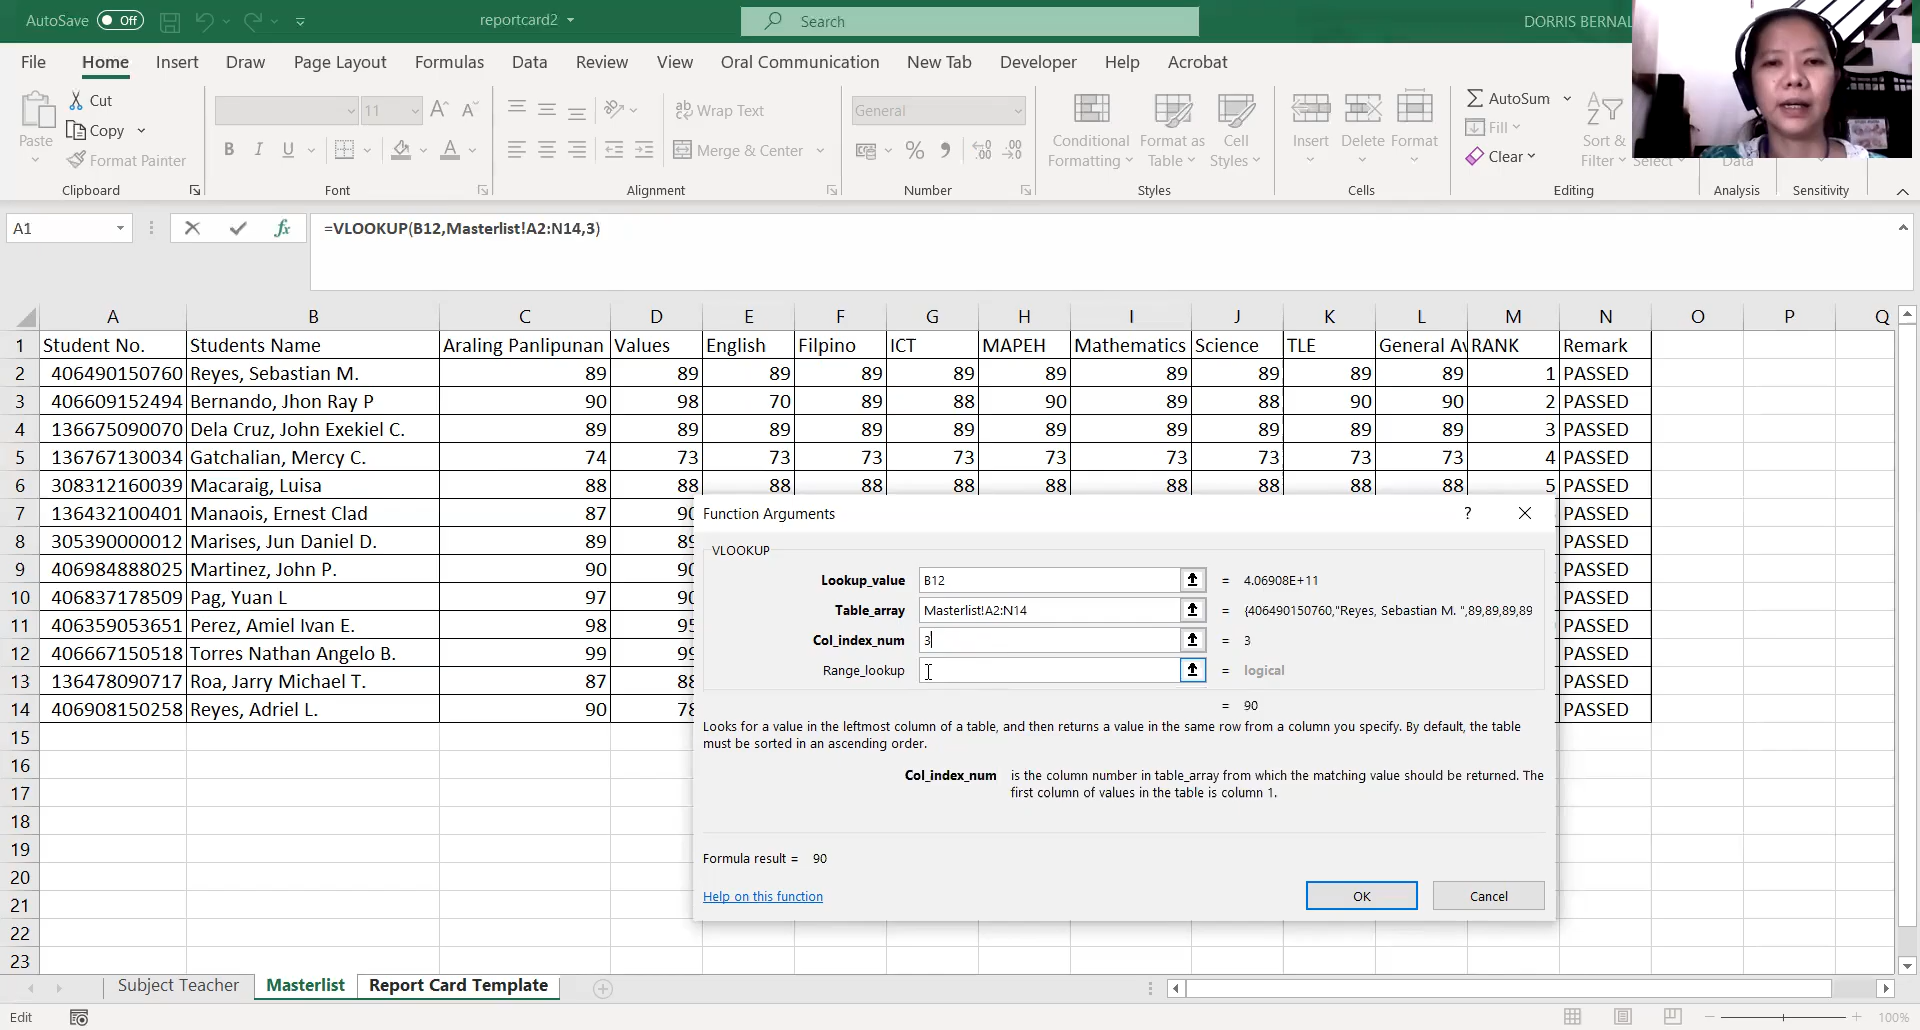 AutoSave Off
reportcard2
Search
DORRIS BERNAL
File Home Insert Draw Page Layout Formulas Data Review View Oral Communication New Tab Developer Help Acrobat
Paste
Cut
Copy
Format Painter
Clipboard
11
B I U
Font
Wrap Text
Merge & Center
Alignment
General
Number
Conditional Formatting
Format as Table
Cell Styles
Styles
Insert Delete Format
Cells
AutoSum
Fill
Clear
Sort & Filter
Select
Editing
Data
Analysis
Sensitivity
A1
=VLOOKUP(B12,Masterlist!A2:N14,3)
A B C D E F G H I J K L M N O P Q
1 Student No. Students Name Araling Panlipunan Values English Filpino ICT MAPEH Mathematics Science TLE General Av RANK Remark
2 406490150760 Reyes, Sebastian M. 89 89 89 89 89 89 89 89 89 89 1 PASSED
3 406609152494 Bernando, Jhon Ray P 90 98 70 89 88 90 89 88 90 90 2 PASSED
4 136675090070 Dela Cruz, John Exekiel C. 89 89 89 89 89 89 89 89 89 89 3 PASSED
5 136767130034 Gatchalian, Mercy C. 74 73 73 73 73 73 73 73 73 73 4 PASSED
6 308312160039 Macaraig, Luisa 88 88 88 88 88 88 88 88 88 88 5 PASSED
7 136432100401 Manaois, Ernest Clad 87 90 PASSED
8 305390000012 Marises, Jun Daniel D. 89 89 PASSED
9 406984888025 Martinez, John P. 90 90 PASSED
10 406837178509 Pag, Yuan L 97 90 PASSED
11 406359053651 Perez, Amiel Ivan E. 98 95 PASSED
12 406667150518 Torres Nathan Angelo B. 99 99 PASSED
13 136478090717 Roa, Jarry Michael T. 87 88 PASSED
14 406908150258 Reyes, Adriel L. 90 78 PASSED
15
16
17
18
19
20
21
22
23
Function Arguments ?
VLOOKUP
Lookup_value B12 = 4.06908E+11
Table_array Masterlist!A2:N14 = {406490150760,"Reyes, Sebastian M. ",89,89,89,89
Col_index_num 3 = 3
Range_lookup = logical
= 90
Looks for a value in the leftmost column of a table, and then returns a value in the same row from a column you specify. By default, the table
must be sorted in an ascending order.
Col_index_num is the column number in table_array from which the matching value should be returned. The
first column of values in the table is column 1.
Formula result = 90
Help on this function
OK Cancel
Subject Teacher Masterlist Report Card Template
Edit
100%